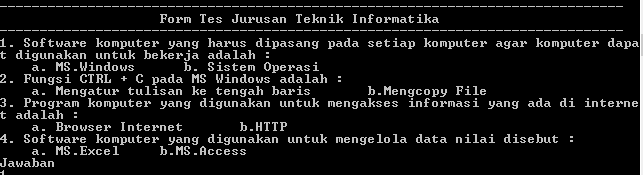 --------------------------------------------------------------------------------
Form Tes Jurusan Teknik Informatika
--------------------------------------------------------------------------------
1. Software komputer yang harus dipasang pada setiap komputer agar komputer dapa
t digunakan untuk bekerja adalah :
a. MS.Windows b. Sistem Operasi
2. Fungsi CTRL + C pada MS Windows adalah :
a. Mengatur tulisan ke tengah baris b.Mengcopy File
3. Program komputer yang digunakan untuk mengakses informasi yang ada di interne
t adalah :
a. Browser Internet b.HTTP
4. Software komputer yang digunakan untuk mengelola data nilai disebut :
a. MS.Excel b.MS.Access
Jawaban